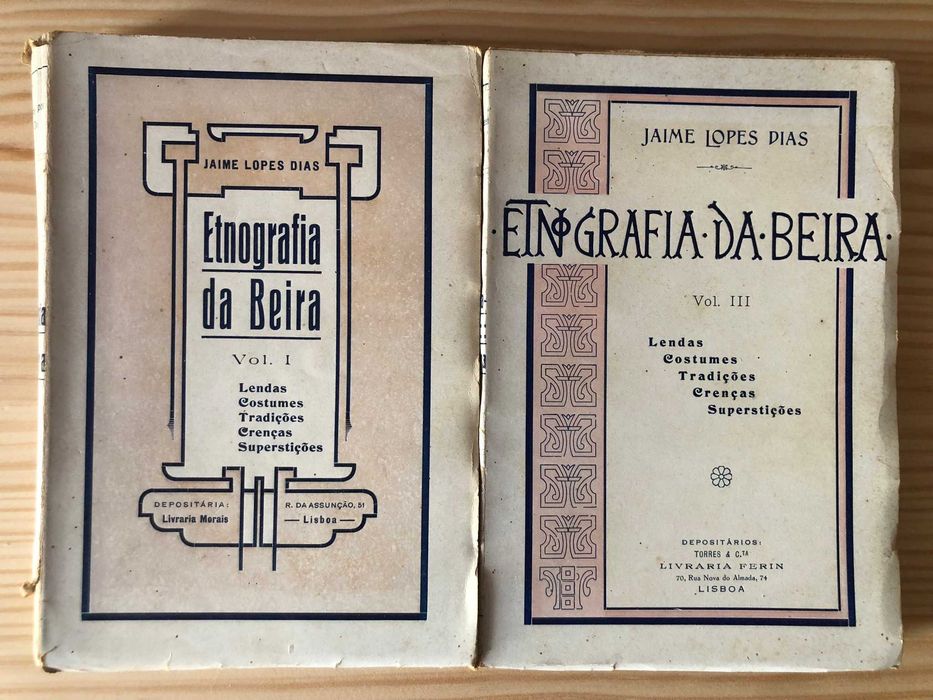 JAIME LOPES DIAS
Etnografia
da Beira
Vol. I
Lendas
Costumes
Tradições
Crenças
Superstições
DEPOSITÁRIA:
Livraria Morais
R. DA ASSUNÇÃO, 51
— Lisboa —
JAIME LOPES DIAS
·ETNOGRAFIA·DA·BEIRA·
Vol. III
Lendas
Costumes
Tradições
Crenças
Superstições
DEPOSITÁRIOS:
TORRES & C.TA
LIVRARIA FERIN
70, Rua Nova do Almada, 74
LISBOA